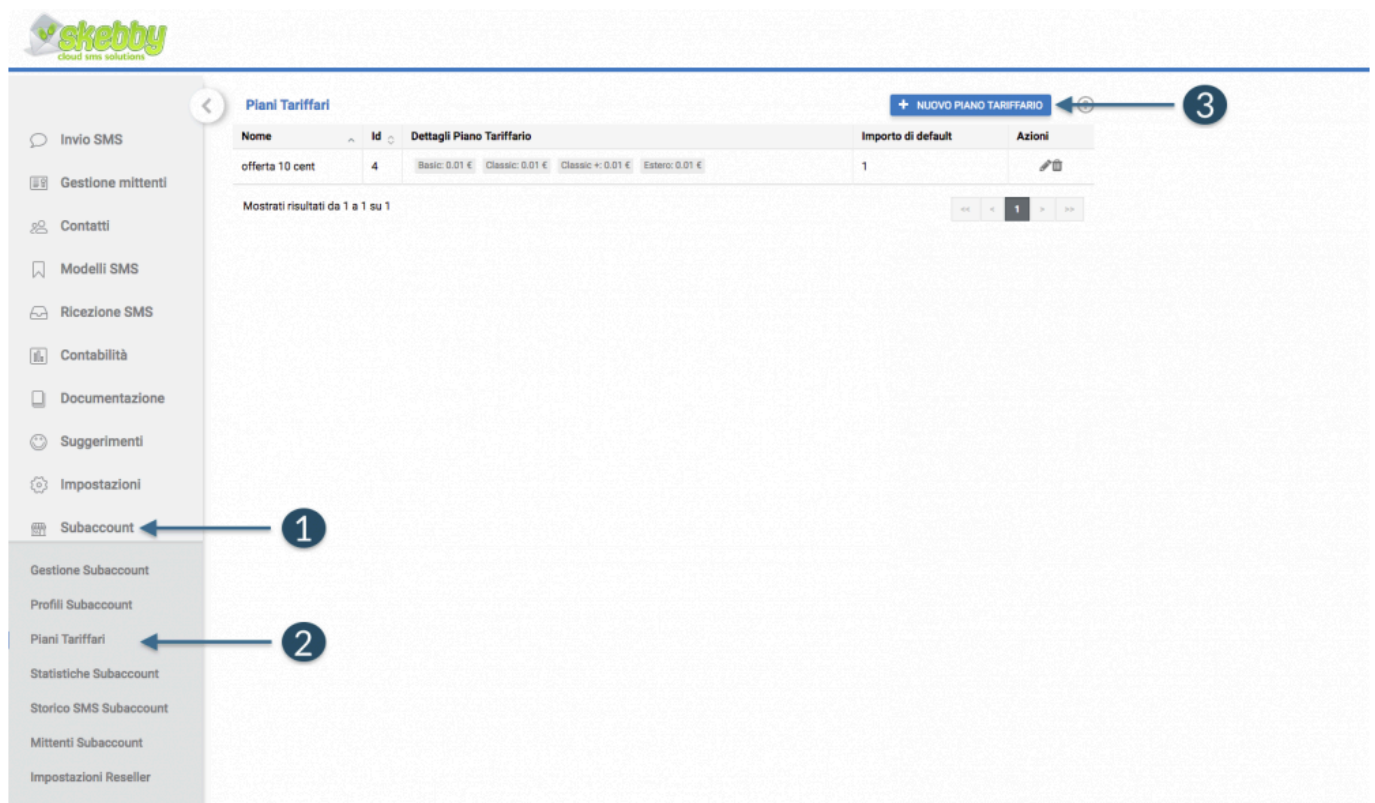 skebby
cloud sms solutions
Piani Tariffari
+ NUOVO PIANO TARIFFARIO
3
Nome Id Dettagli Piano Tariffario Importo di default Azioni
offerta 10 cent 4 Basic: 0.01 € Classic: 0.01 € Classic +: 0.01 € Estero: 0.01 € 1
Mostrati risultati da 1 a 1 su 1
<< < 1 > >>
Invio SMS
Gestione mittenti
Contatti
Modelli SMS
Ricezione SMS
Contabilità
Documentazione
Suggerimenti
Impostazioni
Subaccount
1
Gestione Subaccount
Profili Subaccount
Piani Tariffari
2
Statistiche Subaccount
Storico SMS Subaccount
Mittenti Subaccount
Impostazioni Reseller